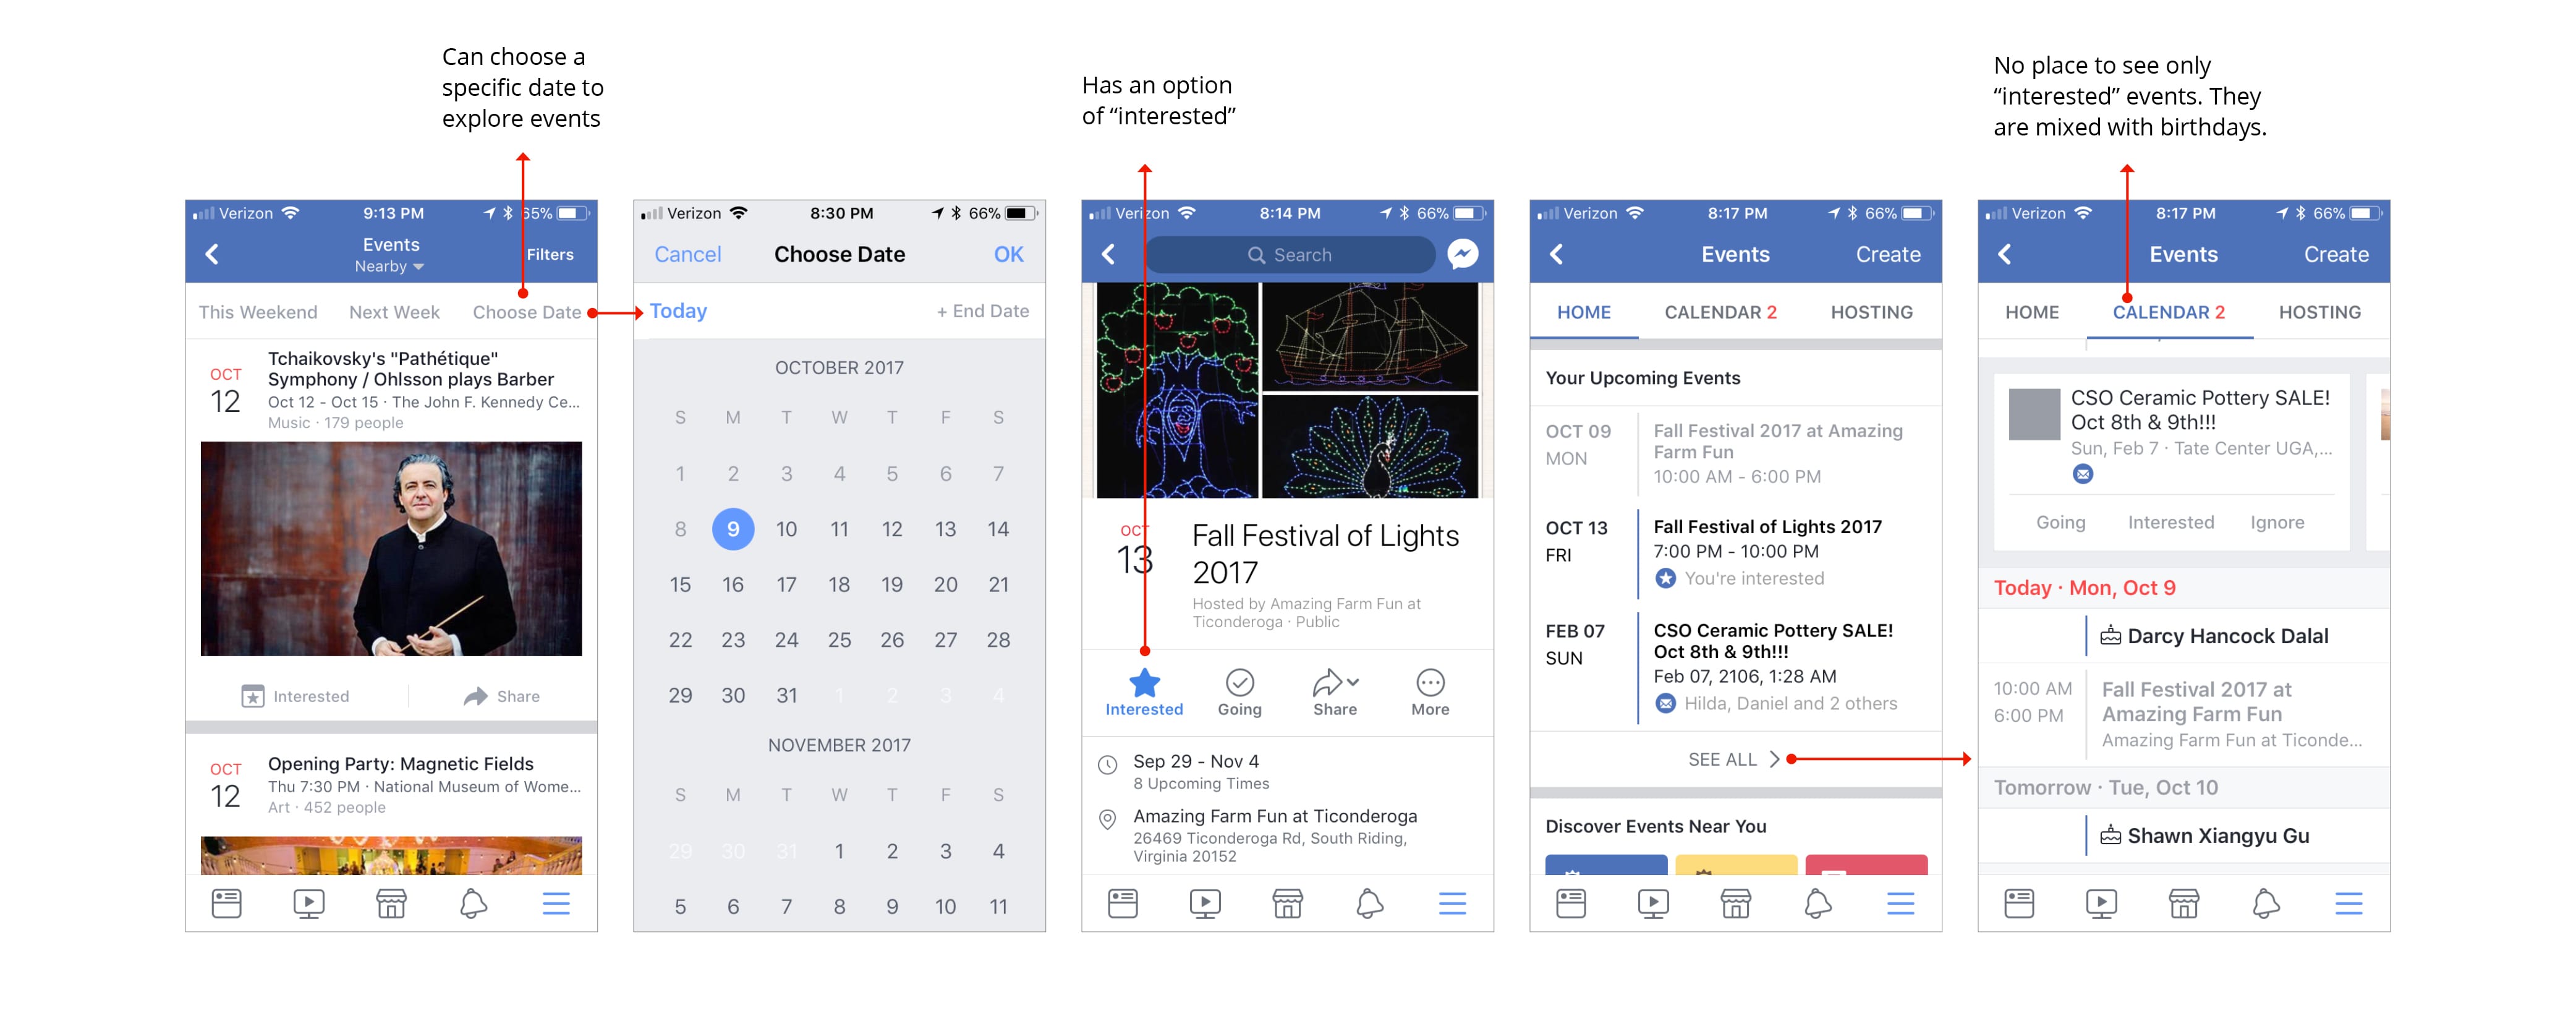 Can choose a
specific date to
explore events
Has an option
of “interested”
No place to see only
“interested” events. They
are mixed with birthdays.
Verizon 9:13 PM 65%
Events
Nearby
Filters
This Weekend Next Week Choose Date
OCT
12
Tchaikovsky's "Pathétique"
Symphony / Ohlsson plays Barber
Oct 12 - Oct 15 · The John F. Kennedy Ce...
Music · 179 people
Interested Share
OCT
12
Opening Party: Magnetic Fields
Thu 7:30 PM · National Museum of Wome...
Art · 452 people
Verizon 8:30 PM 66%
Cancel Choose Date OK
Today + End Date
OCTOBER 2017
S M T W T F S
1 2 3 4 5 6 7
8 9 10 11 12 13 14
15 16 17 18 19 20 21
22 23 24 25 26 27 28
29 30 31 1 2 3 4
NOVEMBER 2017
S M T W T F S
29 30 31 1 2 3 4
5 6 7 8 9 10 11
Verizon 8:14 PM 66%
Search
OCT
13
Fall Festival of Lights
2017
Hosted by Amazing Farm Fun at
Ticonderoga · Public
Interested Going Share More
Sep 29 - Nov 4
8 Upcoming Times
Amazing Farm Fun at Ticonderoga
26469 Ticonderoga Rd, South Riding,
Virginia 20152
Verizon 8:17 PM 66%
Events Create
HOME CALENDAR 2 HOSTING
Your Upcoming Events
OCT 09
MON
Fall Festival 2017 at Amazing
Farm Fun
10:00 AM - 6:00 PM
OCT 13
FRI
Fall Festival of Lights 2017
7:00 PM - 10:00 PM
You're interested
FEB 07
SUN
CSO Ceramic Pottery SALE!
Oct 8th & 9th!!!
Feb 07, 2106, 1:28 AM
Hilda, Daniel and 2 others
SEE ALL
Discover Events Near You
Verizon 8:17 PM 66%
Events Create
HOME CALENDAR 2 HOSTING
CSO Ceramic Pottery SALE!
Oct 8th & 9th!!!
Sun, Feb 7 · Tate Center UGA,...
Going Interested Ignore
Today · Mon, Oct 9
Darcy Hancock Dalal
10:00 AM
6:00 PM
Fall Festival 2017 at
Amazing Farm Fun
Amazing Farm Fun at Ticonde...
Tomorrow · Tue, Oct 10
Shawn Xiangyu Gu